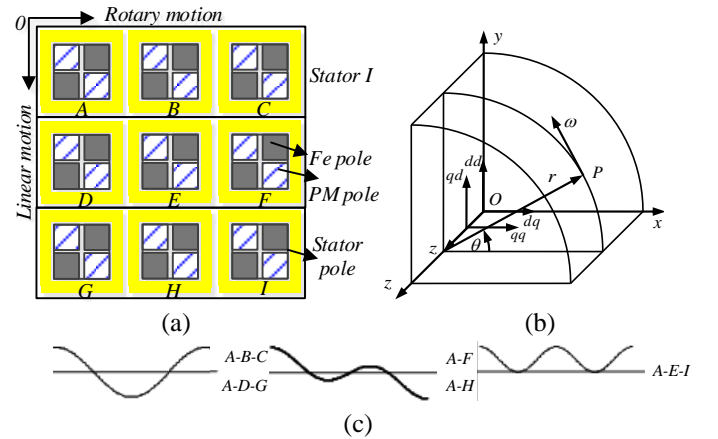 0
Rotary motion
Linear motion
A
B
C
Stator I
D
E
F
Fe pole
PM pole
G
H
I
Stator
pole
(a)
y
ω
dd
qd
r
P
O
dq
x
z
qq
θ
z
(b)
A-B-C
A-D-G
A-F
A-H
A-E-I
(c)